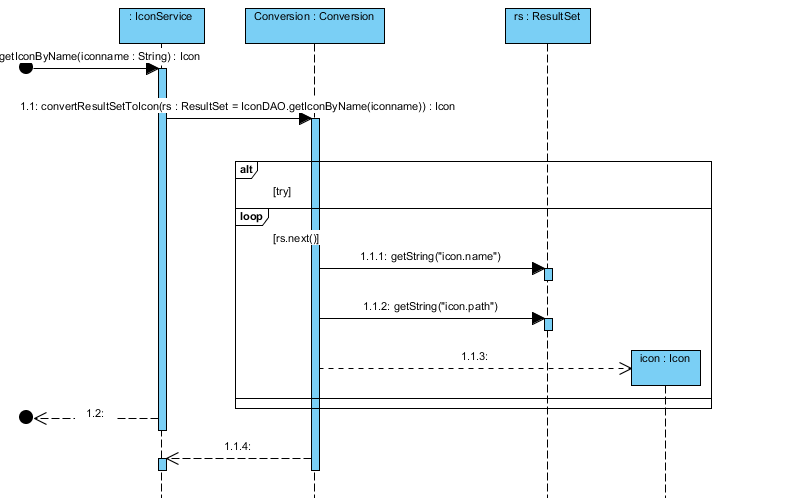 : IconService
Conversion : Conversion
rs : ResultSet
getIconByName(iconname : String) : Icon
1.1: convertResultSetToIcon(rs : ResultSet = IconDAO.getIconByName(iconname)) : Icon
alt
[try]
loop
[rs.next()]
1.1.1: getString("icon.name")
1.1.2: getString("icon.path")
1.1.3:
icon : Icon
1.2:
1.1.4: